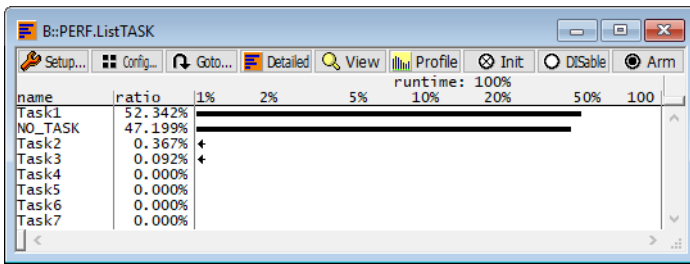 B::PERF.ListTASK
Setup... Config... Goto... Detailed View Profile Init DISable Arm
runtime: 100%
name ratio 1% 2% 5% 10% 20% 50% 100
Task1 52.342%
NO_TASK 47.199%
Task2 0.367%
Task3 0.092%
Task4 0.000%
Task5 0.000%
Task6 0.000%
Task7 0.000%